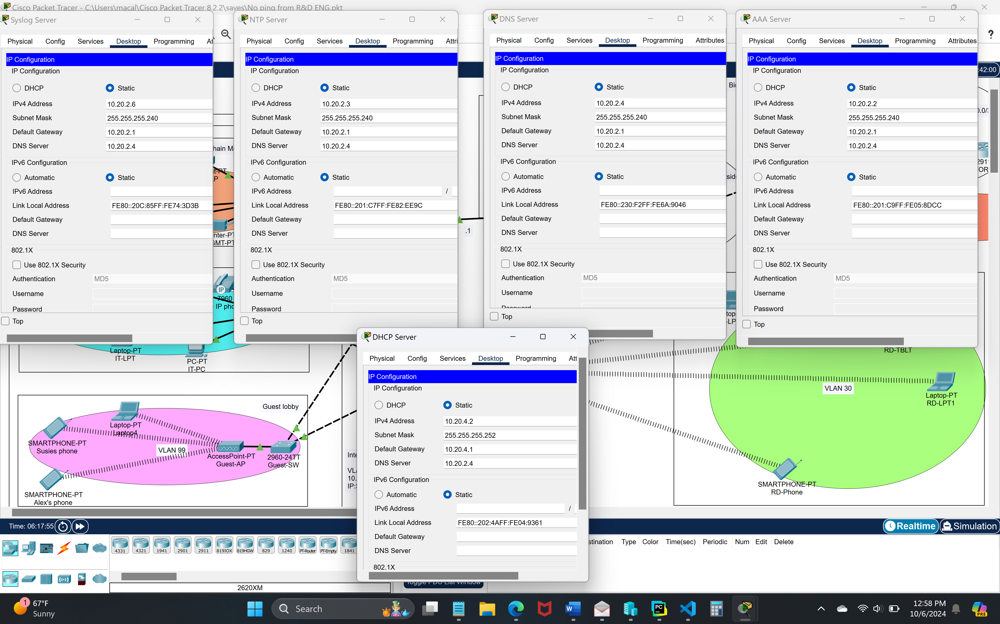 Cisco Packet Tracer - C:\Users\macal\Cisco Packet Tracer 8.2.2\saves\No ping from R&D ENG.pkt
Syslog Server
Physical Config Services Desktop Programming At
IP Configuration
IP Configuration
DHCP Static
IPv4 Address 10.20.2.6
Subnet Mask 255.255.255.240
Default Gateway 10.20.2.1
DNS Server 10.20.2.4
IPv6 Configuration
Automatic Static
IPv6 Address
Link Local Address FE80::20C:85FF:FE74:3D3B
Default Gateway
DNS Server
802.1X
Use 802.1X Security
Authentication MD5
Username
Password
Top
NTP Server
Physical Config Services Desktop Programming Attri
IP Configuration
IP Configuration
DHCP Static
IPv4 Address 10.20.2.3
Subnet Mask 255.255.255.240
Default Gateway 10.20.2.1
DNS Server 10.20.2.4
IPv6 Configuration
Automatic Static
IPv6 Address /
Link Local Address FE80::201:C7FF:FE82:EE9C
Default Gateway
DNS Server
802.1X
Use 802.1X Security
Authentication MD5
Username
Password
Top
DNS Server
Physical Config Services Desktop Programming Attributes
IP Configuration
IP Configuration
DHCP Static
IPv4 Address 10.20.2.4
Subnet Mask 255.255.255.240
Default Gateway 10.20.2.1
DNS Server 10.20.2.4
IPv6 Configuration
Automatic Static
IPv6 Address
Link Local Address FE80::230:F2FF:FE6A:9046
Default Gateway
DNS Server
802.1X
Use 802.1X Security
Authentication MD5
Username
Password
Top
AAA Server
Physical Config Services Desktop Programming Attributes
IP Configuration
IP Configuration
DHCP Static
IPv4 Address 10.20.2.2
Subnet Mask 255.255.255.240
Default Gateway 10.20.2.1
DNS Server 10.20.2.4
IPv6 Configuration
Automatic Static
IPv6 Address
Link Local Address FE80::201:C9FF:FE05:8DCC
Default Gateway
DNS Server
802.1X
Use 802.1X Security
Authentication MD5
Username
Password
Top
?
:42:00
hain Ma
nter-PT
GMT-PT
IP
7960
IP pho
.1
DHCP Server
Physical Config Services Desktop Programming Att
IP Configuration
IP Configuration
DHCP Static
IPv4 Address 10.20.4.2
Subnet Mask 255.255.255.252
Default Gateway 10.20.4.1
DNS Server 10.20.2.4
IPv6 Configuration
Automatic Static
IPv6 Address /
Link Local Address FE80::202:4AFF:FE04:9361
Default Gateway
DNS Server
802.1X
Laptop-PT
IT-LPT
PC-PT
IT-PC
Guest lobby
Laptop-PT
Laptop4
SMARTPHONE-PT
Susies phone
VLAN 99
AccessPoint-PT
Guest-AP
2960-24TT
Guest-SW
SMARTPHONE-PT
Alex's phone
Inte
VLA
10.
IP:
RD-TBLT
VLAN 30
Laptop-PT
RD-LPT1
SMARTPHONE-PT
RD-Phone
Time: 06:17:55
Realtime Simulation
4331 4321 1941 2901 2911 819IOX 819HGW 829 1240 PT-Router PT-Empty 1841
2620XM
Toggle PDU List Window
stination Type Color Time(sec) Periodic Num Edit Delete
1
67°F
Sunny
Search
W
PC
12:58 PM
10/6/2024
PRE